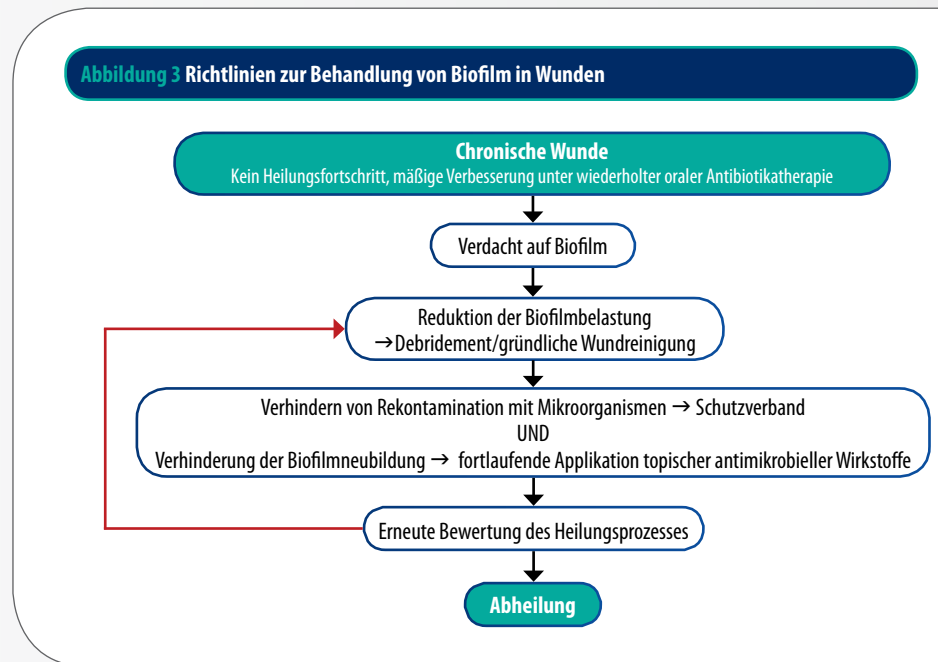 Abbildung 3 Richtlinien zur Behandlung von Biofilm in Wunden
Chronische Wunde
Kein Heilungsfortschritt, mäßige Verbesserung unter wiederholter oraler Antibiotikatherapie
Verdacht auf Biofilm
Reduktion der Biofilmbelastung
→Debridement/gründliche Wundreinigung
Verhindern von Rekontamination mit Mikroorganismen → Schutzverband
UND
Verhinderung der Biofilmneubildung → fortlaufende Applikation topischer antimikrobieller Wirkstoffe
Erneute Bewertung des Heilungsprozesses
Abheilung